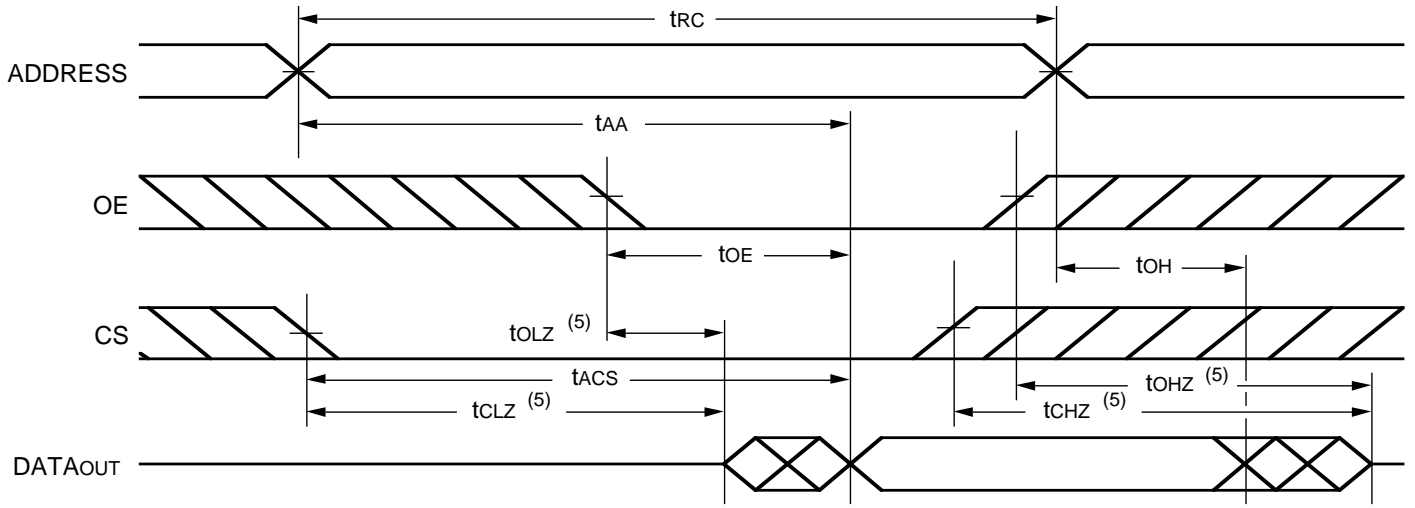 tRC
ADDRESS
tAA
OE
tOE
tOH
CS
tOLZ (5)
tACS
tOHZ (5)
tCLZ (5)
tCHZ (5)
DATAOUT